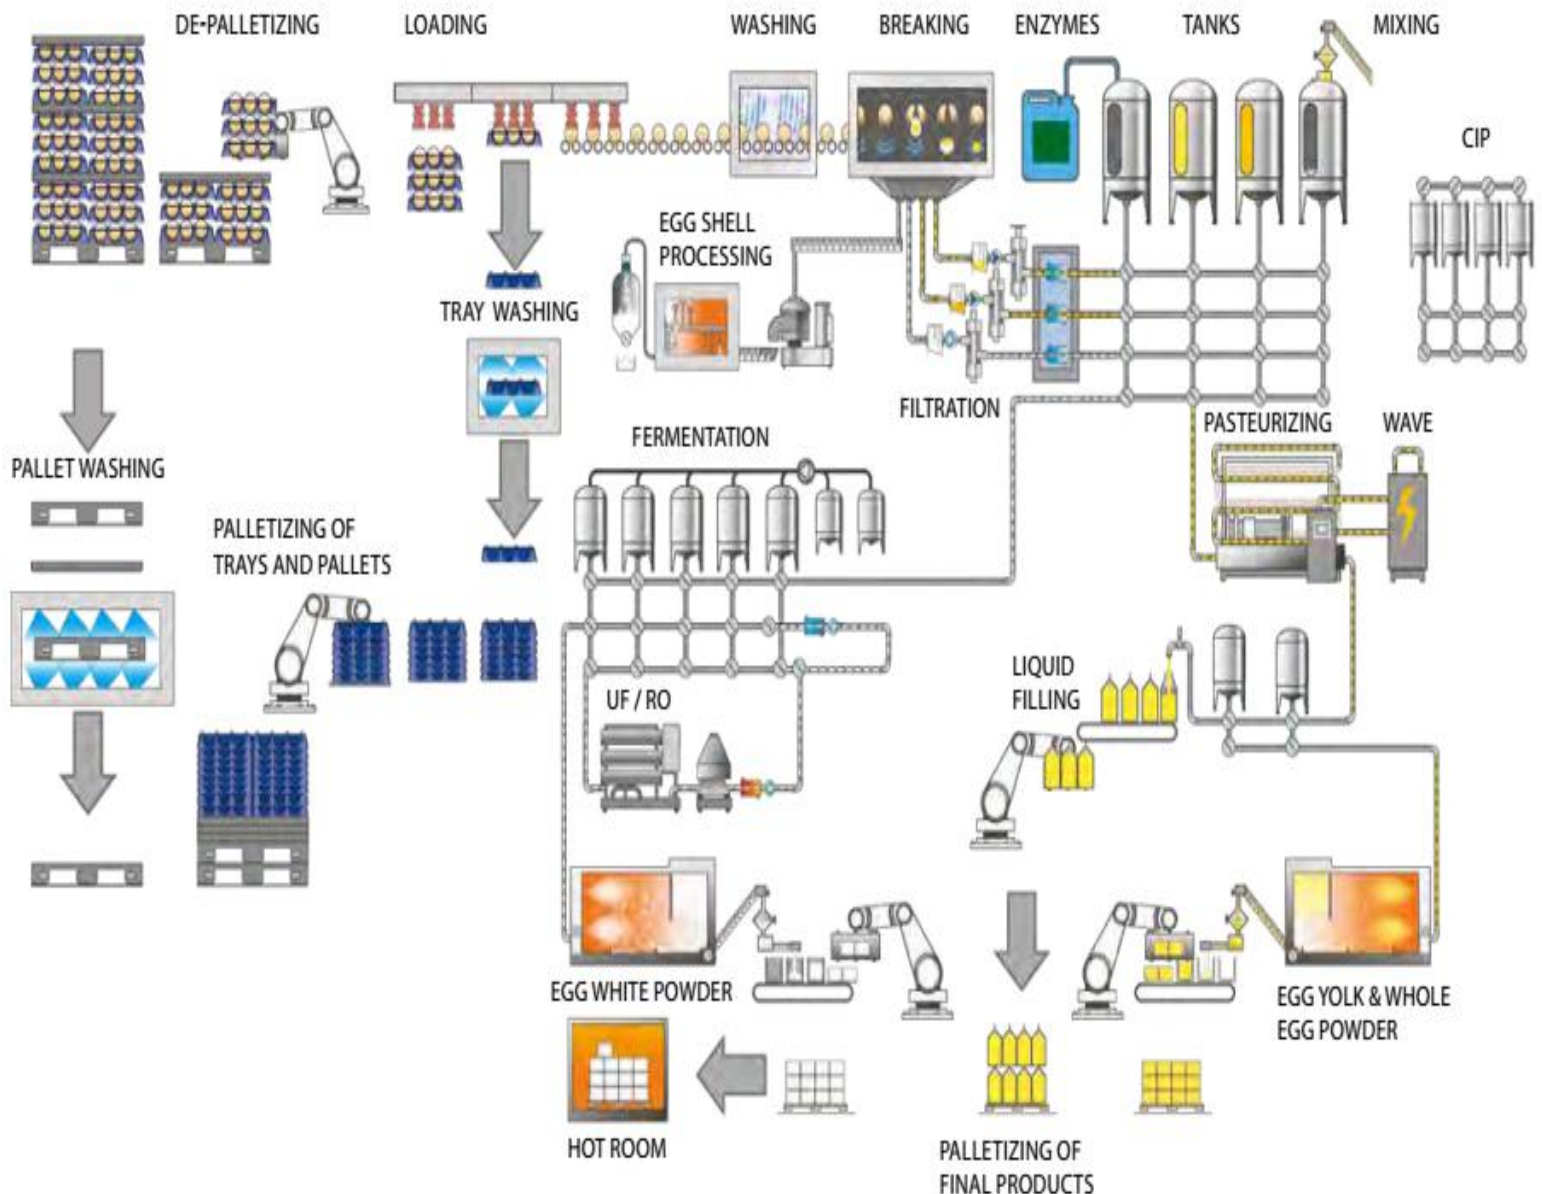 DE-PALLETIZING
LOADING
WASHING
BREAKING
ENZYMES
TANKS
MIXING
CIP
EGG SHELL
PROCESSING
TRAY WASHING
FILTRATION
PASTEURIZING
WAVE
FERMENTATION
PALLET WASHING
PALLETIZING OF
TRAYS AND PALLETS
LIQUID
FILLING
UF / RO
EGG WHITE POWDER
EGG YOLK & WHOLE
EGG POWDER
HOT ROOM
PALLETIZING OF
FINAL PRODUCTS